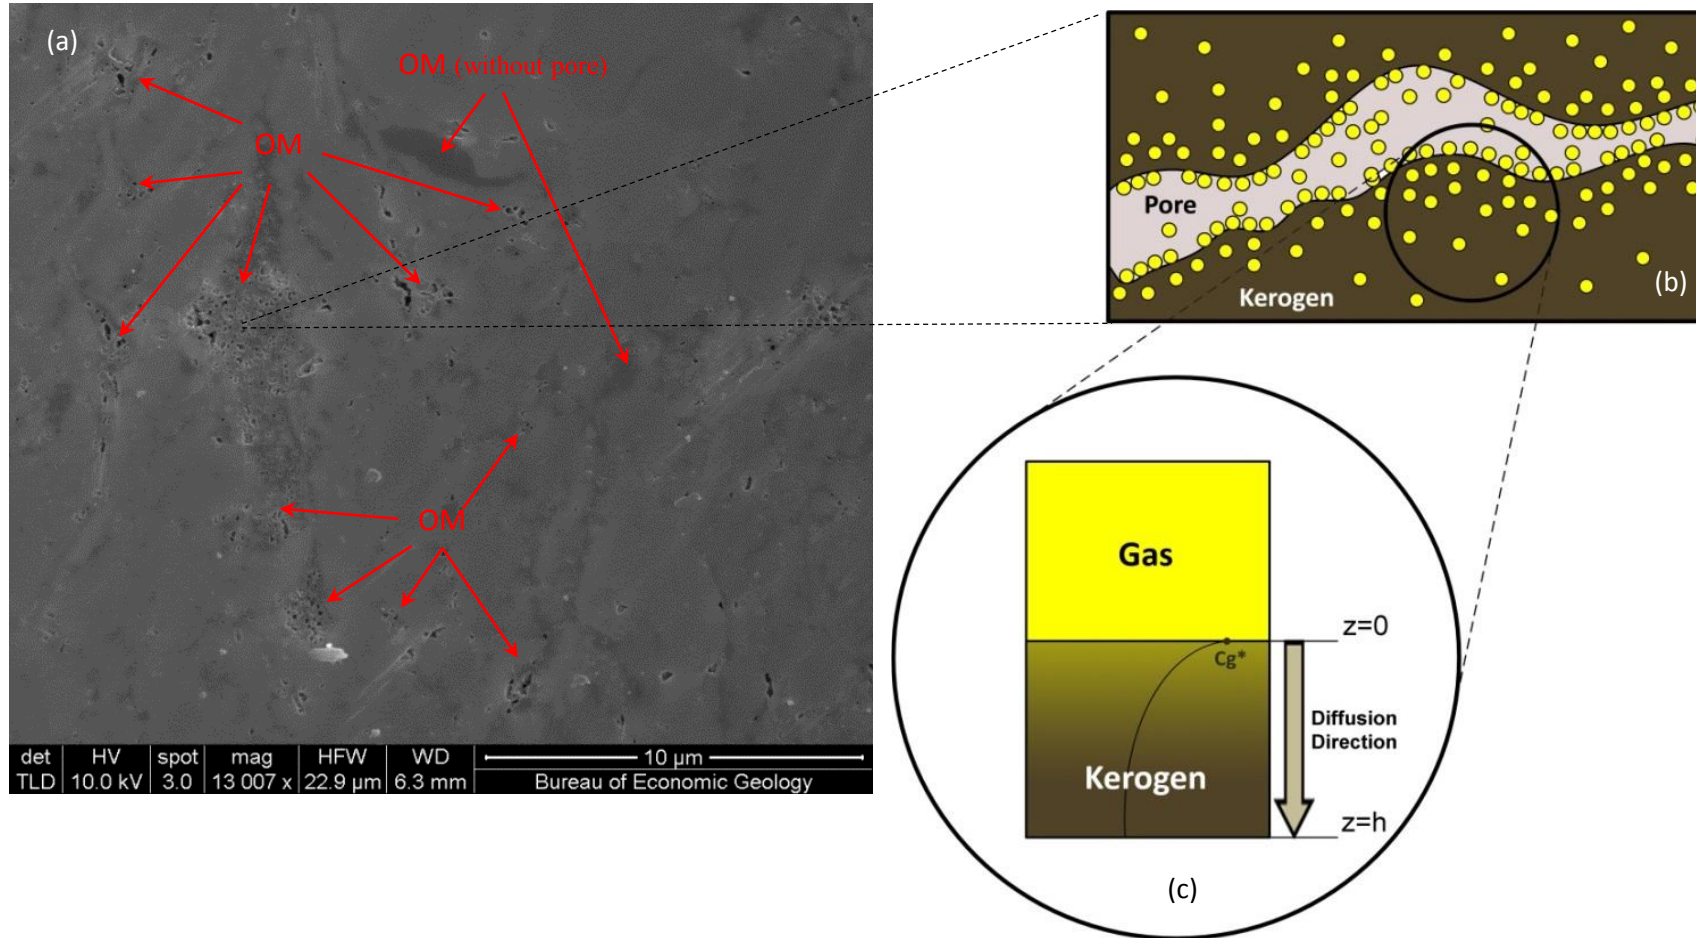 (a)
OM (without pore)
OM
OM
det HV spot mag HFW WD 10 µm
TLD 10.0 kV 3.0 13 007 x 22.9 µm 6.3 mm Bureau of Economic Geology
Pore
Kerogen
(b)
Gas
z=0
Cg*
Diffusion
Direction
Kerogen
z=h
(c)